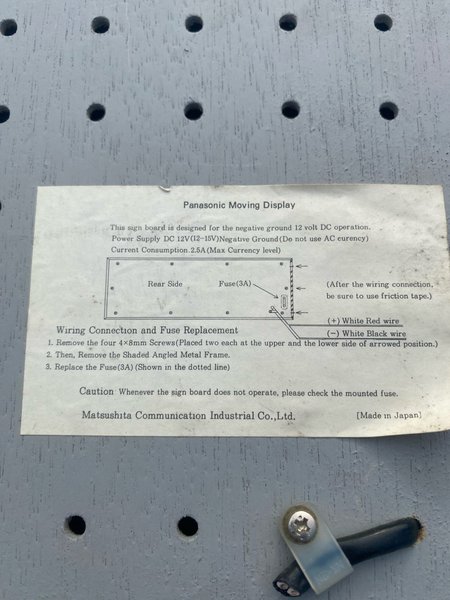 Panasonic Moving Display
This sign board is designed for the negative ground 12 volt DC operation.
Power Supply DC 12V(12-15V)Negative Ground(Do not use AC curency)
Current Consumption 2.5A(Max Currency level)
Rear Side
Fuse(3A)
(After the wiring connection,
be sure to use friction tape.)
(+) White Red wire
(-) White Black wire
Wiring Connection and Fuse Replacement
1. Remove the four 4×8mm Screws(Placed two each at the upper and the lower side of arrowed position.)
2. Then, Remove the Shaded Angled Metal Frame.
3. Replace the Fuse(3A)(Shown in the dotted line)
Caution: Whenever the sign board does not operate, please check the mounted fuse.
Matsushita Communication Industrial Co.,Ltd.
[Made in Japan]